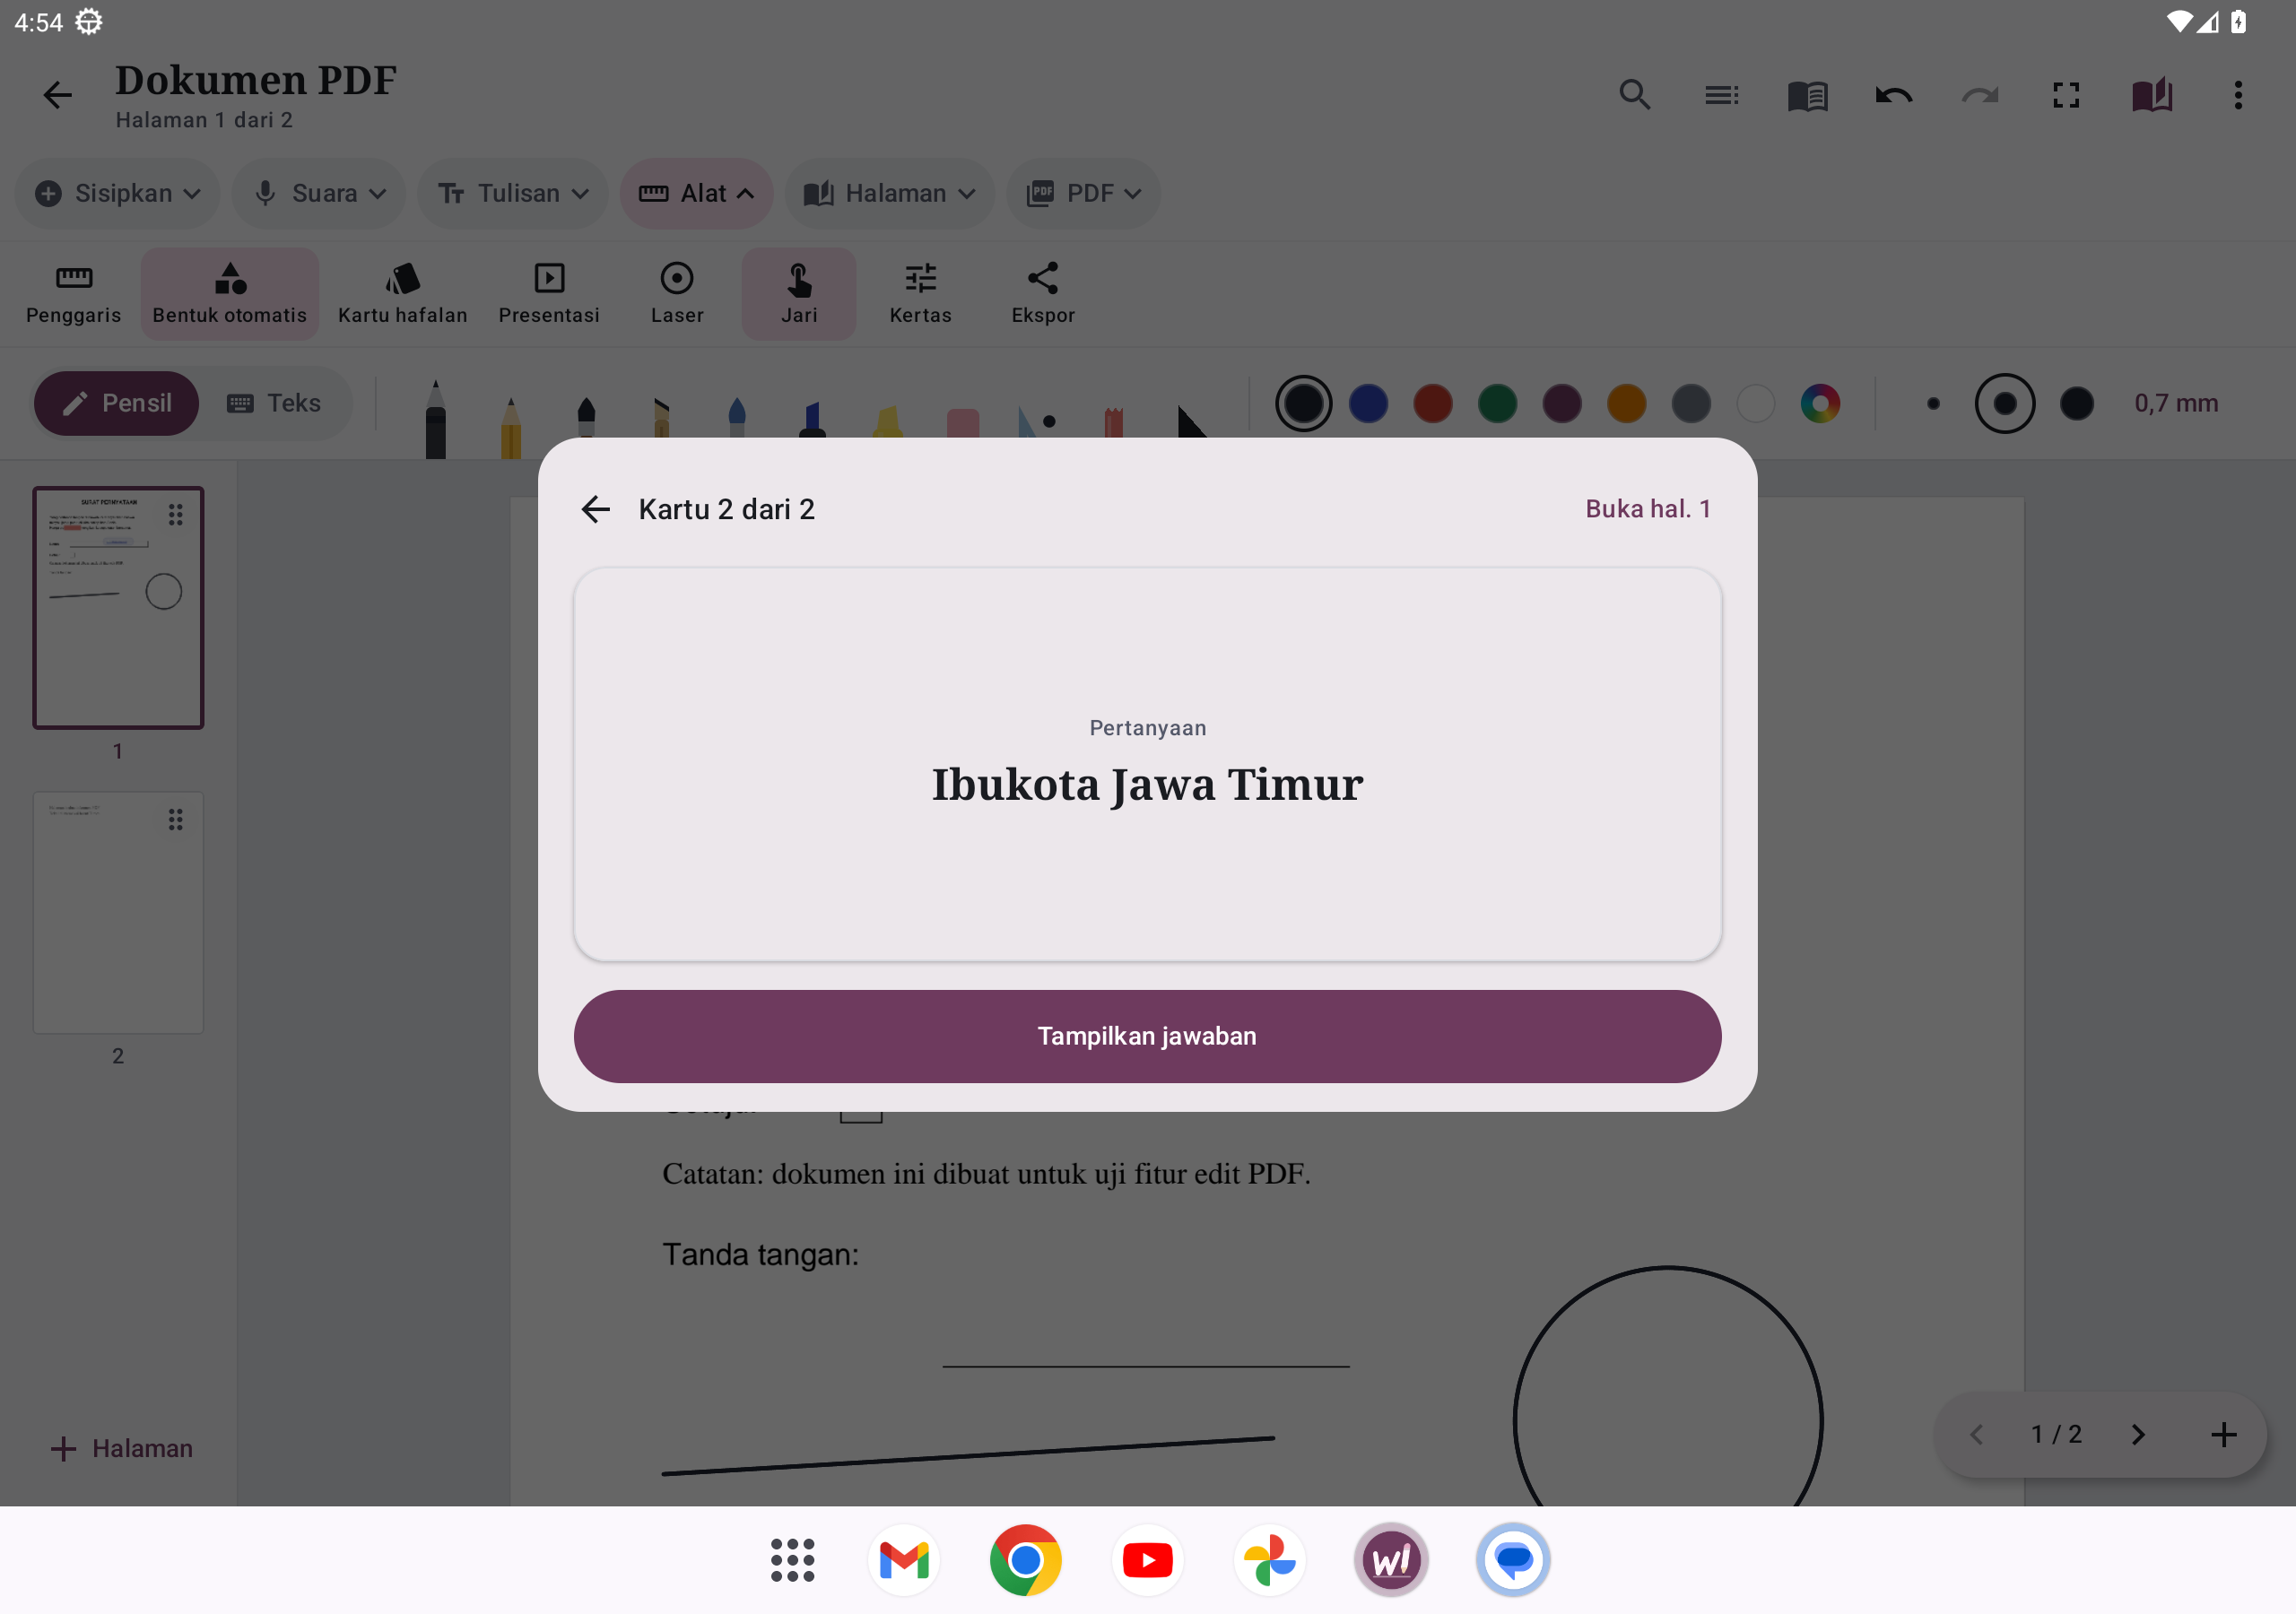 4:54
Dokumen PDF
Halaman 1 dari 2
Sisipkan
Suara
Tulisan
Alat
Halaman
PDF
Penggaris
Bentuk otomatis
Kartu hafalan
Presentasi
Laser
Jari
Kertas
Ekspor
Pensil
Teks
0,7 mm
SURAT PERNYATAAN
1
2
Halaman
Kartu 2 dari 2
Buka hal. 1
Pertanyaan
Ibukota Jawa Timur
Tampilkan jawaban
Catatan: dokumen ini dibuat untuk uji fitur edit PDF.
Tanda tangan:
1 / 2